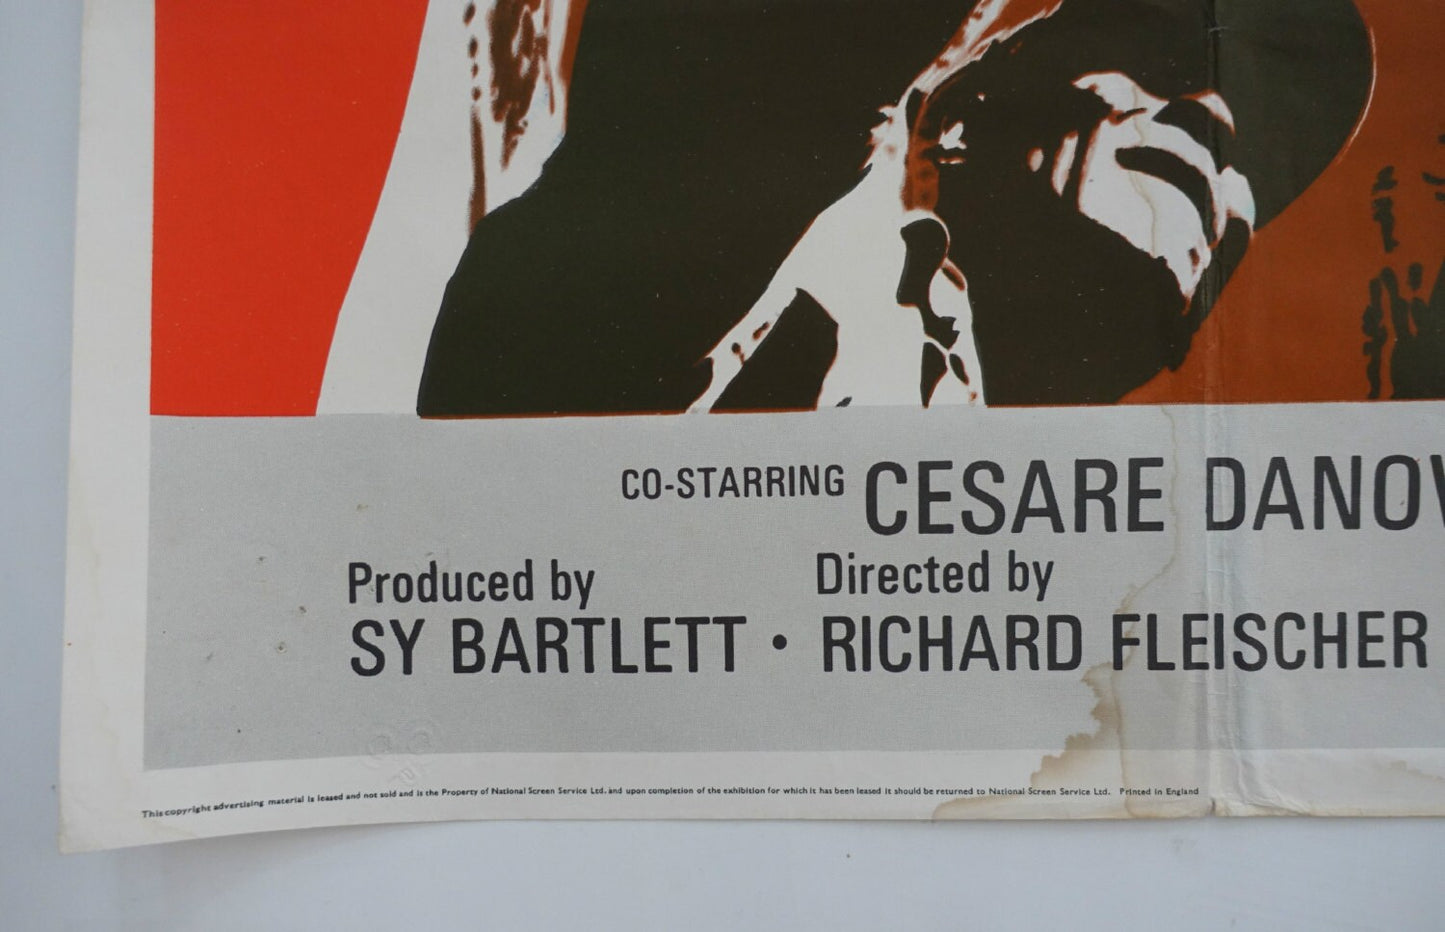 CO-STARRING CESARE DANOV
Produced by Directed by
SY BARTLETT • RICHARD FLEISCHER
This copyright advertising material is leased and not sold and is the Property of National Screen Service Ltd. and upon completion of the exhibition for which it has been leased it should be returned to National Screen Service Ltd. Printed in England